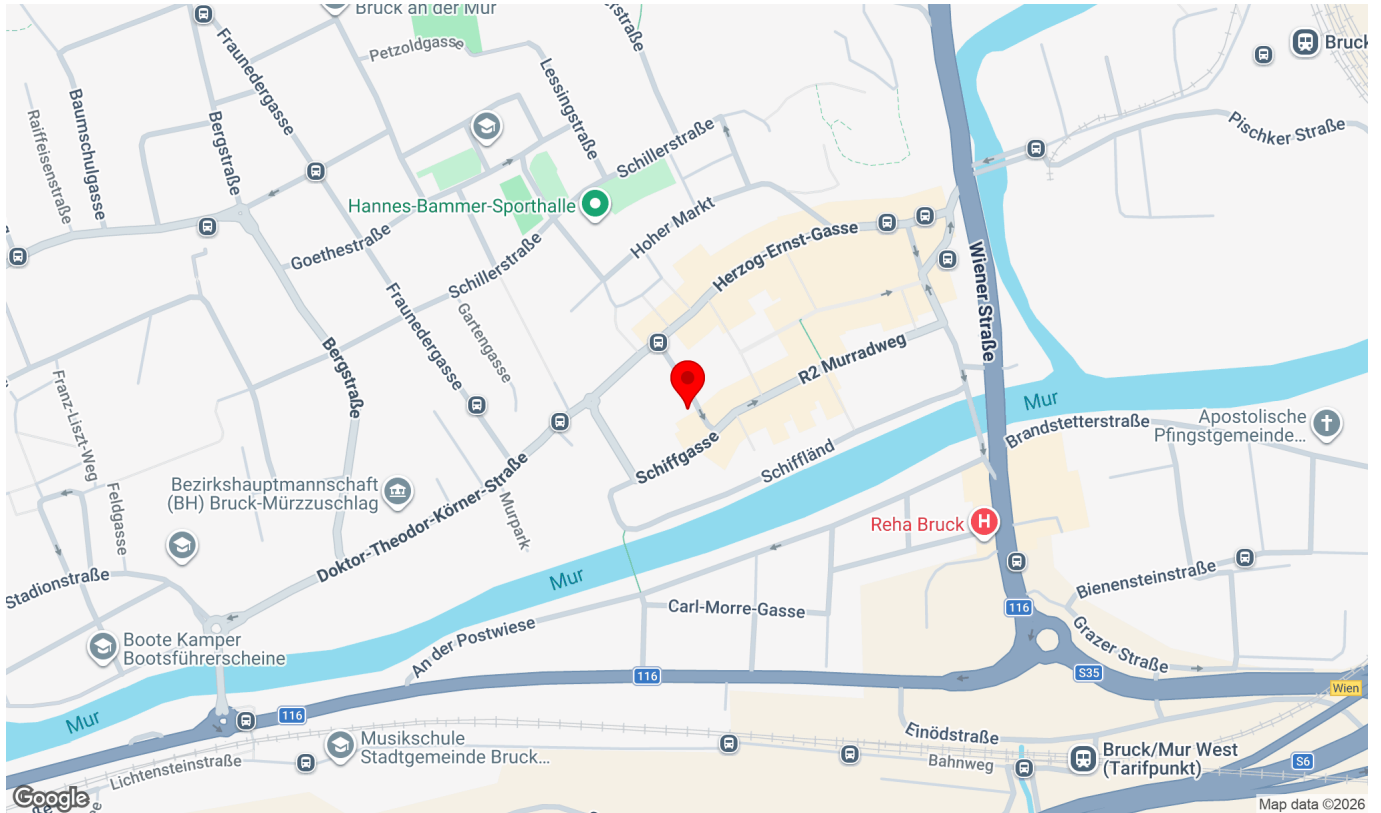 Bruck an der Mur
Petzoldgasse
Fraunedergasse
Lessingstraße
Baumschulgasse
Raiffeisenstraße
Bergstraße
Schillerstraße
Bruck
Pischker Straße
Hannes-Bammer-Sporthalle
Hoher Markt
Goethestraße
Schillerstraße
Herzog-Ernst-Gasse
Wiener Straße
Fraunedergasse
Gartengasse
Bergstraße
R2 Murradweg
Franz-Liszt-Weg
Mur
Brandstetterstraße
Apostolische
Pfingstgemeinde...
Schiffgasse
Schiffländ
Feldgasse
Bezirkshauptmannschaft
(BH) Bruck-Mürzzuschlag
Doktor-Theodor-Körner-Straße
Murpark
Reha Bruck
H
Mur
Stadionstraße
Bienensteinstraße
Carl-Morre-Gasse
116
Grazer Straße
Boote Kamper
Bootsführerscheine
An der Postwiese
116
S35
Wien
Mur
116
Musikschule
Stadtgemeinde Bruck...
Einödstraße
Bahnweg
Bruck/Mur West
(Tarifpunkt)
S6
Lichtensteinstraße
Google
Map data ©2026